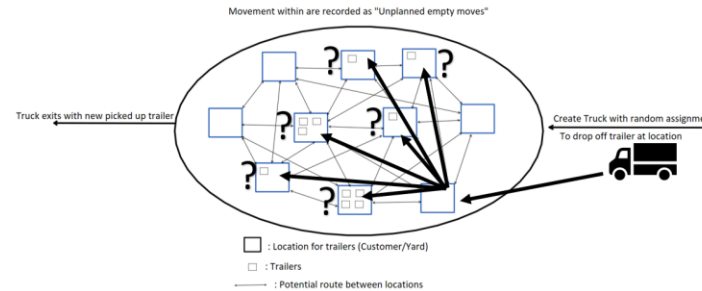 Movement within are recorded as "Unplanned empty moves"
?
?
Truck exits with new picked up trailer
Create Truck with random assignme
To drop off trailer at location
?
?
?
?
: Location for trailers (Customer/Yard)
: Trailers
: Potential route between locations